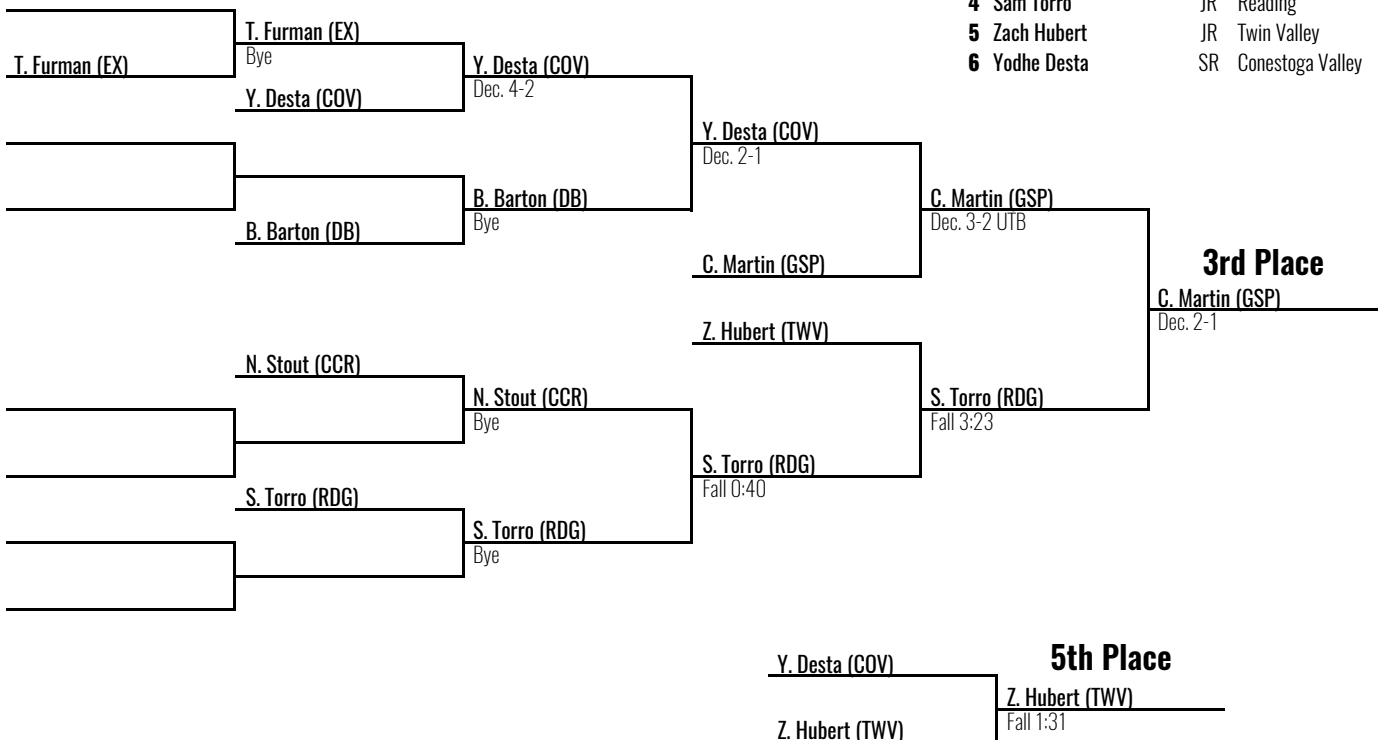 4 Sam Torro JR Reading
5 Zach Hubert JR Twin Valley
6 Yodhe Desta SR Conestoga Valley
T. Furman (EX)
T. Furman (EX)
Bye
Y. Desta (COV)
Y. Desta (COV)
Dec. 4-2
Y. Desta (COV)
Dec. 2-1
B. Barton (DB)
B. Barton (DB)
Bye
C. Martin (GSP)
C. Martin (GSP)
Dec. 3-2 UTB
3rd Place
C. Martin (GSP)
Dec. 2-1
Z. Hubert (TWV)
N. Stout (CCR)
N. Stout (CCR)
Bye
S. Torro (RDG)
Fall 3:23
S. Torro (RDG)
Fall 0:40
S. Torro (RDG)
S. Torro (RDG)
Bye
5th Place
Y. Desta (COV)
Z. Hubert (TWV)
Fall 1:31
Z. Hubert (TWV)